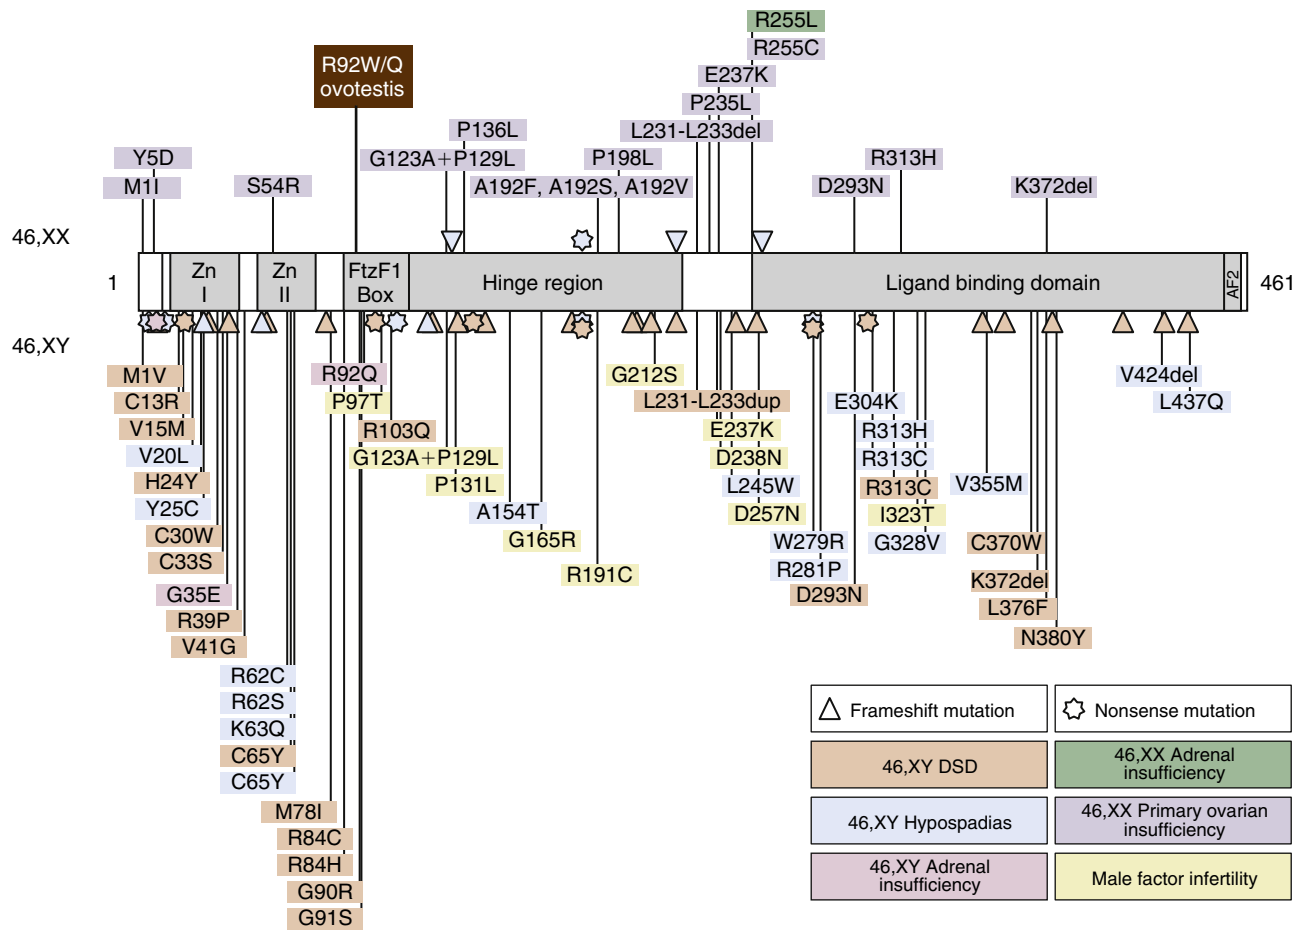 R255L
R255C
R92W/Q
ovotestis
E237K
P235L
P136L
L231-L233del
Y5D
G123A+P129L
P198L
R313H
M1I
S54R
A192F, A192S, A192V
D293N
K372del
46,XX
1
Zn
I
Zn
II
FtzF1
Box
Hinge region
Ligand binding domain
AF2
461
46,XY
M1V
R92Q
G212S
V424del
C13R
P97T
L231-L233dup
E304K
L437Q
V15M
R103Q
E237K
R313H
V20L
G123A+P129L
D238N
R313C
H24Y
P131L
L245W
R313C
V355M
Y25C
A154T
D257N
I323T
C30W
G165R
W279R
G328V
C370W
C33S
R191C
R281P
K372del
G35E
D293N
L376F
R39P
N380Y
V41G
R62C
R62S
K63Q
C65Y
C65Y
M78I
R84C
R84H
G90R
G91S
Frameshift mutation
Nonsense mutation
46,XY DSD
46,XX Adrenal
insufficiency
46,XY Hypospadias
46,XX Primary ovarian
insufficiency
46,XY Adrenal
insufficiency
Male factor infertility